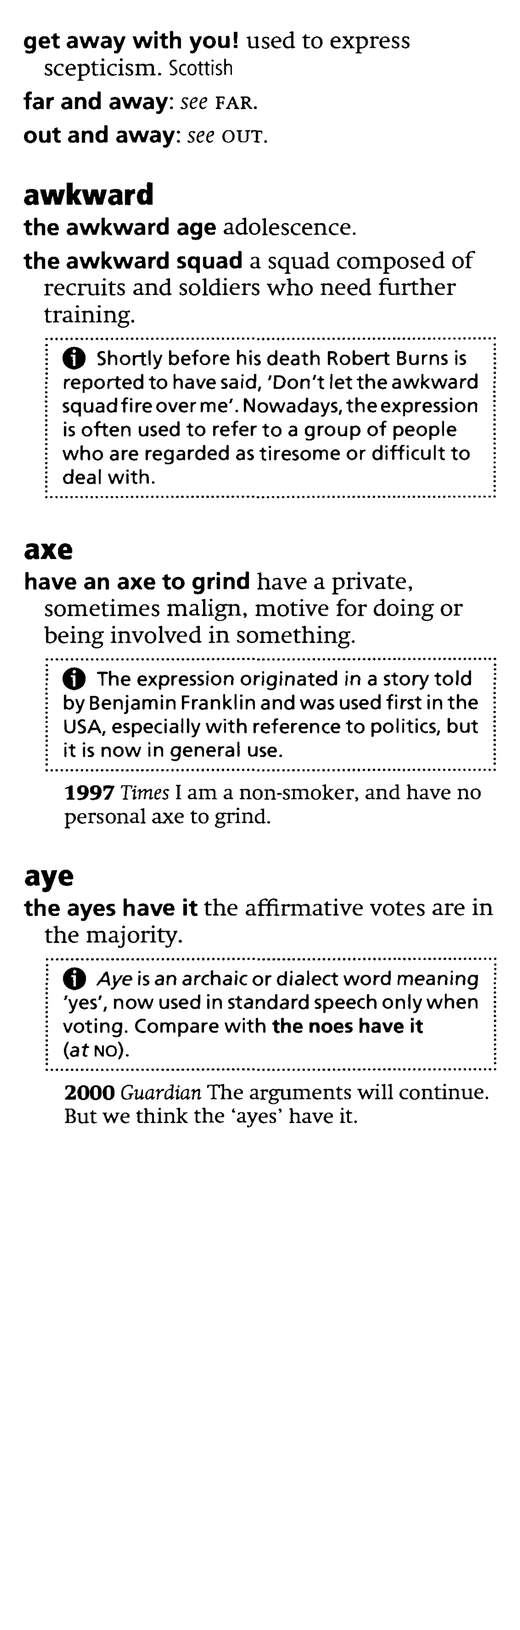 get away with you! used to express
scepticism. Scottish
far and away: see FAR.
out and away: see OUT.
awkward
the awkward age adolescence.
the awkward squad a squad composed of
recruits and soldiers who need further
training.
Shortly before his death Robert Burns is
reported to have said, 'Don't let the awkward
squad fire over me'. Nowadays, the expression
is often used to refer to a group of people
who are regarded as tiresome or difficult to
deal with.
axe
have an axe to grind have a private,
sometimes malign, motive for doing or
being involved in something.
The expression originated in a story told
by Benjamin Franklin and was used first in the
USA, especially with reference to politics, but
it is now in general use.
1997 Times I am a non-smoker, and have no
personal axe to grind.
aye
the ayes have it the affirmative votes are in
the majority.
Aye is an archaic or dialect word meaning
'yes', now used in standard speech only when
voting. Compare with the noes have it
(at NO).
2000 Guardian The arguments will continue.
But we think the ‘ayes’ have it.